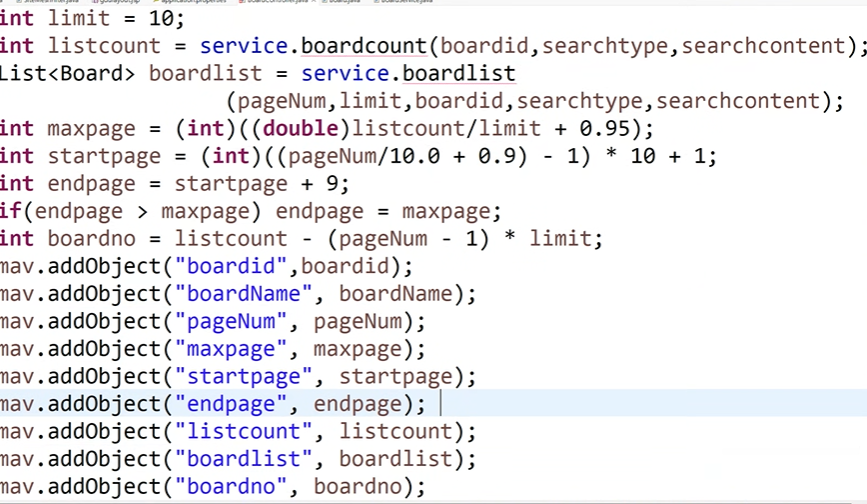 int limit = 10;
int listcount = service.boardcount(boardid,searchtype,searchcontent);
List<Board> boardlist = service.boardlist
(pageNum,limit,boardid,searchtype,searchcontent);
int maxpage = (int)((double)listcount/limit + 0.95);
int startpage = (int)((pageNum/10.0 + 0.9) - 1) * 10 + 1;
int endpage = startpage + 9;
if(endpage > maxpage) endpage = maxpage;
int boardno = listcount - (pageNum - 1) * limit;
mav.addObject("boardid",boardid);
mav.addObject("boardName", boardName);
mav.addObject("pageNum", pageNum);
mav.addObject("maxpage", maxpage);
mav.addObject("startpage", startpage);
mav.addObject("endpage", endpage);
mav.addObject("listcount", listcount);
mav.addObject("boardlist", boardlist);
mav.addObject("boardno", boardno);